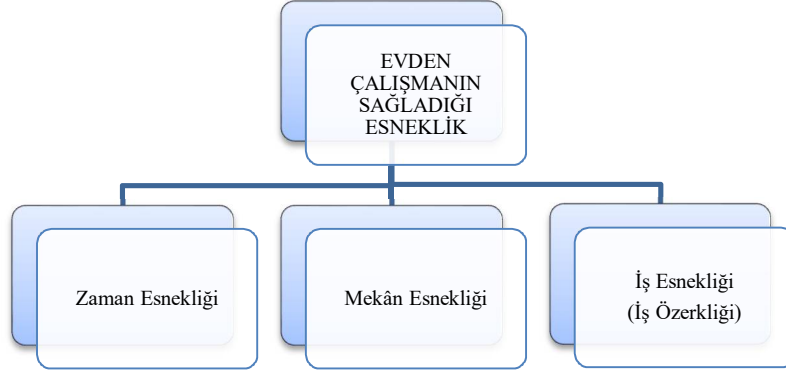 EVDEN
ÇALIŞMANIN
SAĞLADIĞI
ESNEKLİK
Zaman Esnekliği
Mekân Esnekliği
İş Esnekliği
(İş Özerkliği)